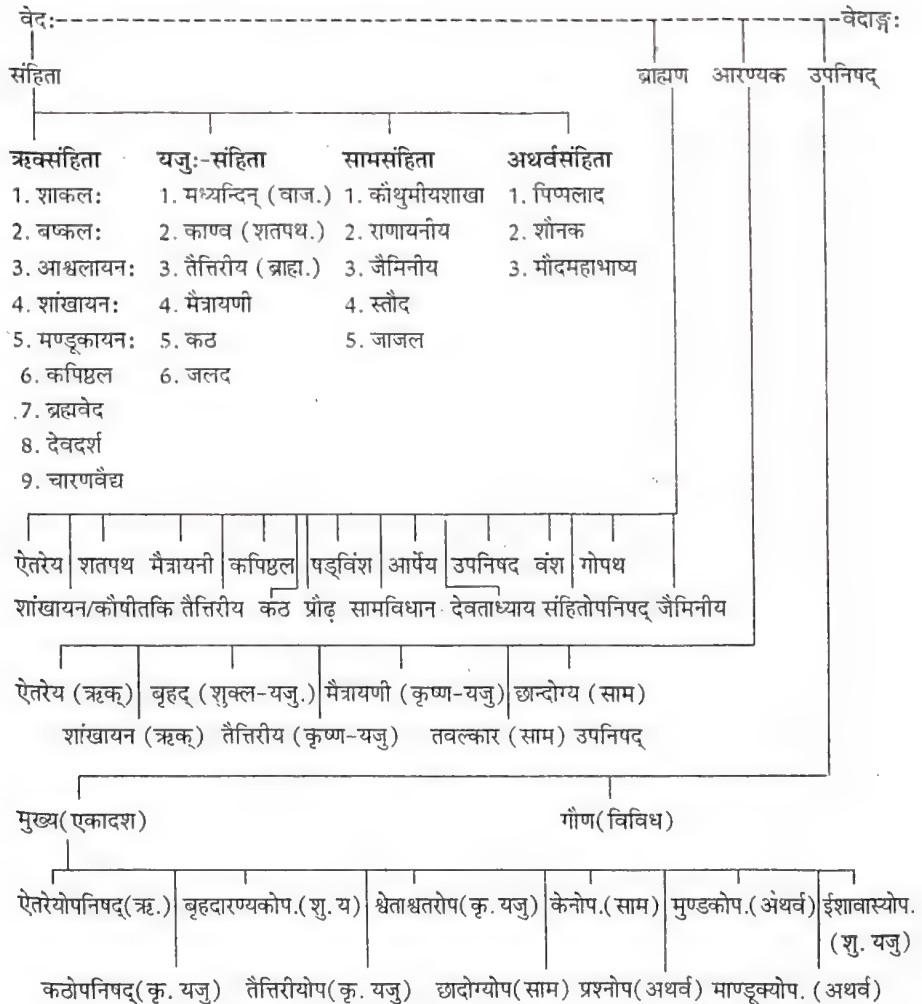 वेद: वेदाङ्ग:
संहिता ब्राह्मण आरण्यक उपनिषद्
ऋक्संहिता यजु:-संहिता सामसंहिता अथर्वसंहिता
1. शाकल: 1. मध्यन्दिन् (वाज.) 1. कौथुमीयशाखा 1. पिप्पलाद
2. बष्कल: 2. काण्व (शतपथ.) 2. राणायनीय 2. शौनक
3. आश्वलायन: 3. तैत्तिरीय (ब्राह्म.) 3. जैमिनीय 3. मौदमहाभाष्य
4. शांखायन: 4. मैत्रायणी 4. स्तौद
5. मण्डूकायन: 5. कठ 5. जाजल
6. कपिष्ठल 6. जलद
7. ब्रह्मवेद
8. देवदर्श
9. चारणवैद्य
ऐतरेय शतपथ मैत्रायनी कपिष्ठल षड्विंश आर्षेय उपनिषद वंश गोपथ
शांखायन/कौषीतकि तैत्तिरीय कठ प्रौढ़ सामविधान देवताध्याय संहितोपनिषद् जैमिनीय
ऐतरेय (ऋक्) बृहद् (शुक्ल-यजु.) मैत्रायणी (कृष्ण-यजु) छान्दोग्य (साम)
शांखायन (ऋक्) तैत्तिरीय (कृष्ण-यजु) तवल्कार (साम) उपनिषद्
मुख्य(एकादश) गौण(विविध)
ऐतरेयोपनिषद्(ऋ.) बृहदारण्यकोप.(शु.य) श्वेताश्वतरोप(कृ.यजु) केनोप.(साम) मुण्डकोप.(अथर्व) ईशावास्योप.
(शु. यजु)
कठोपनिषद्(कृ. यजु) तैत्तिरीयोप(कृ. यजु) छादोग्योप(साम) प्रश्नोप(अथर्व) माण्डूक्योप. (अथर्व)